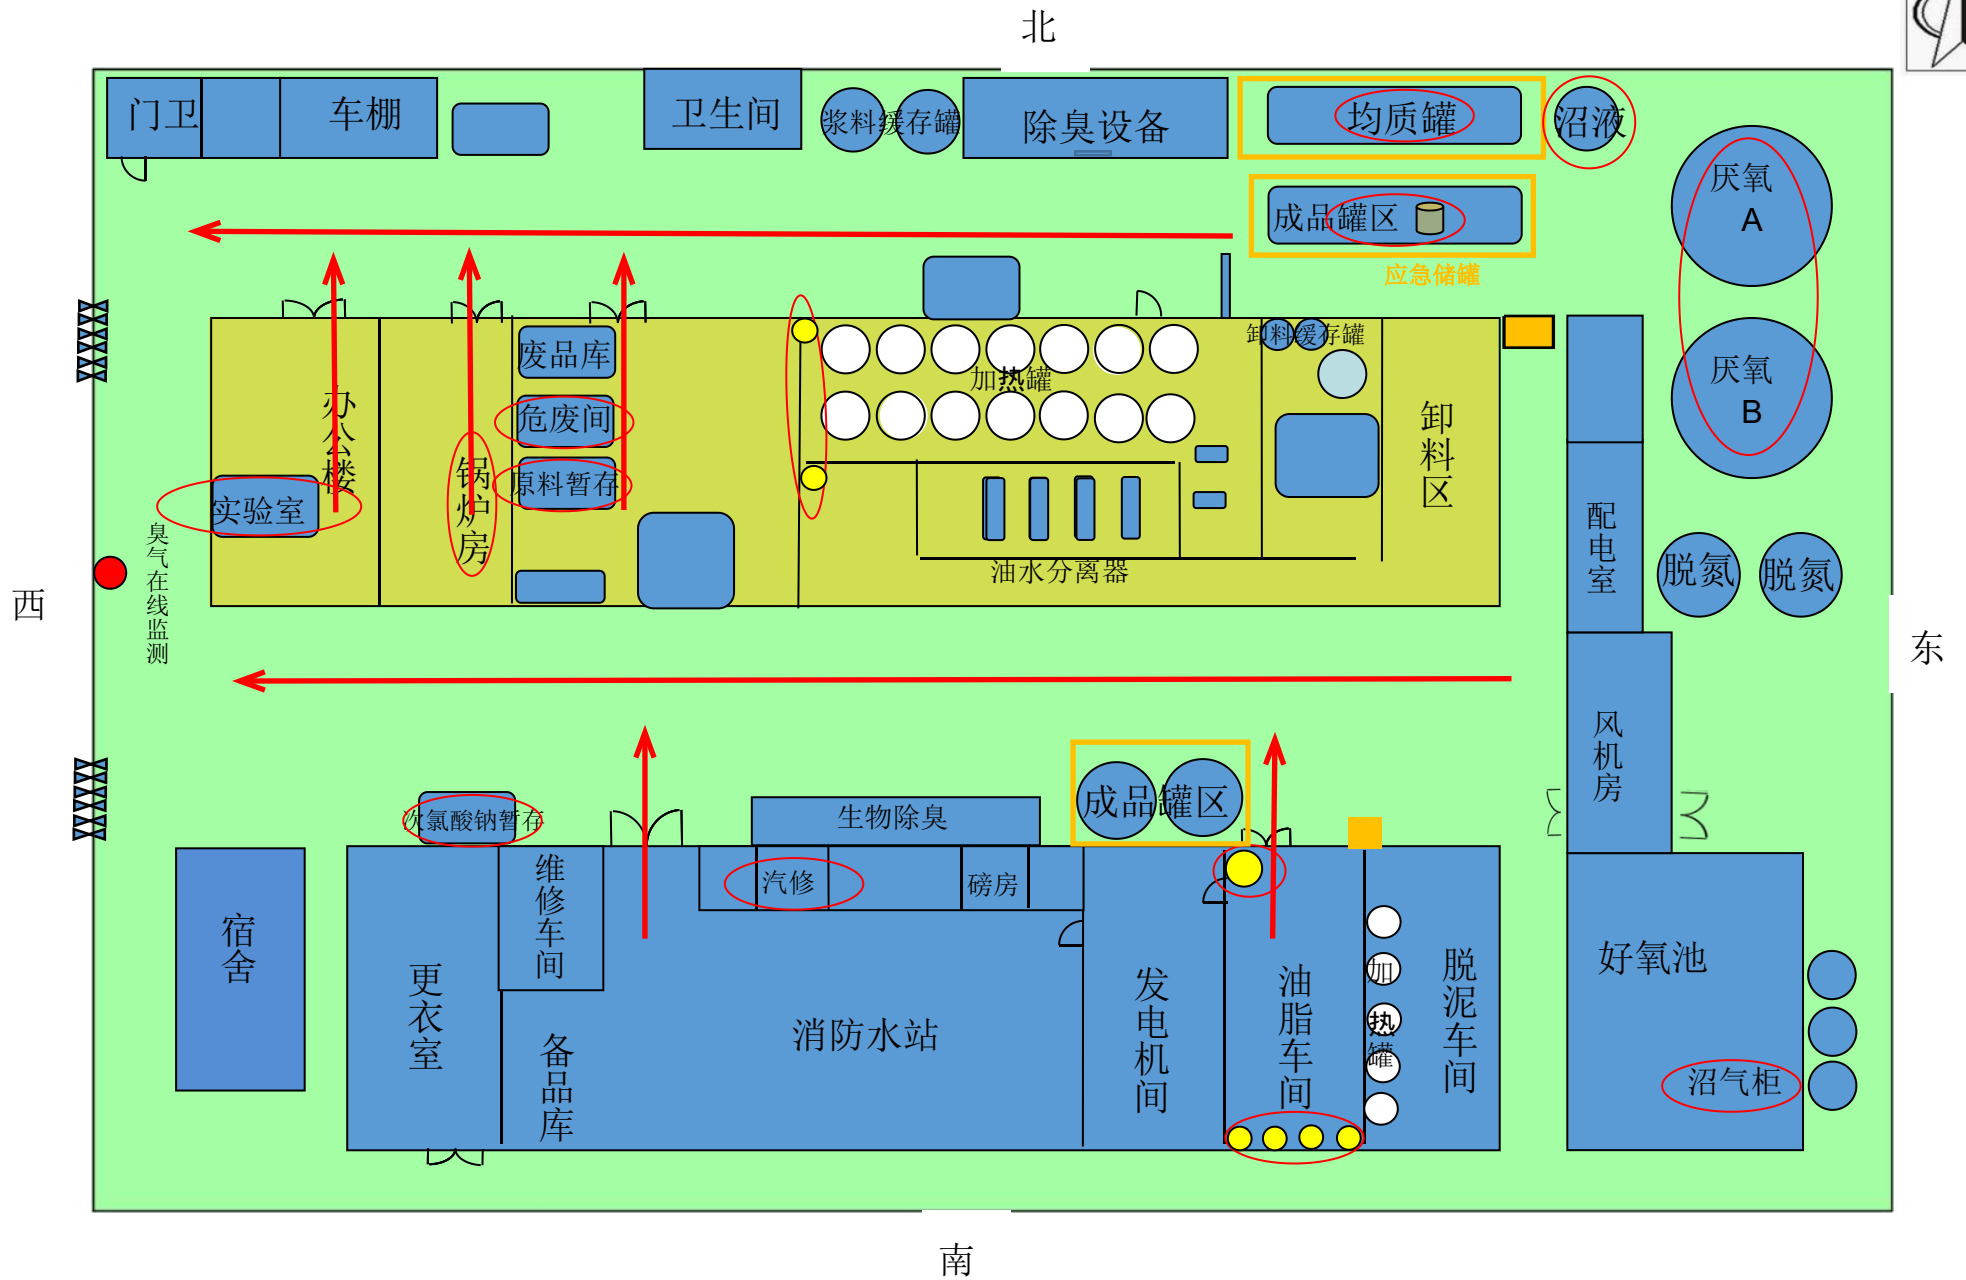 北
门卫
车棚
卫生间
浆料缓存罐
除臭设备
均质罐
沼液
厌氧
A
成品罐区
应急储罐
厌氧
B
办公楼
实验室
锅炉房
废品库
危废间
原料暂存
加热罐
油水分离器
卸料缓存罐
卸料区
配电室
脱氮
脱氮
臭气在线监测
西
东
风机房
次氯酸钠暂存
生物除臭
成品罐区
宿舍
更衣室
维修车间
备品库
汽修
磅房
消防水站
发电机间
油脂车间
加热罐
脱泥车间
好氧池
沼气柜
南